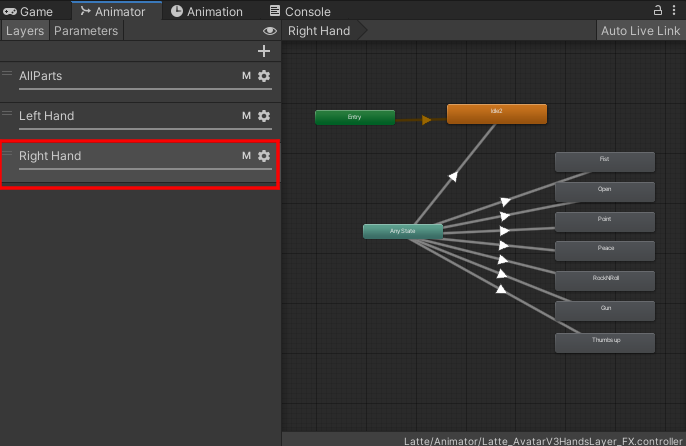 Game Animator Animation Console
Layers Parameters Right Hand Auto Live Link
AllParts M
Left Hand M
Right Hand M
Entry
Idle2
Any State
Fist
Open
Point
Peace
RockNRoll
Gun
Thumbs up
Latte/Animator/Latte_AvatarV3HandsLayer_FX.controller